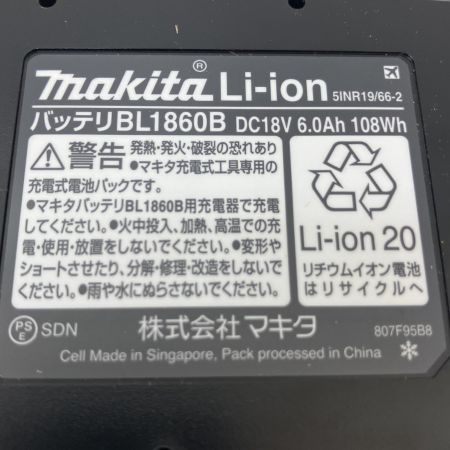 makita® Li-ion 5INR19/66-2
バッテリBL1860B DC18V 6.0Ah 108Wh
警告 発熱・発火・破裂の恐れあり
●マキタ充電式工具専用の
充電式電池パックです。
●マキタバッテリBL1860B用充電器で充電
してください。●火中投入、加熱、高温での充
電・使用・放置をしないでください。●変形や
ショートさせたり、分解・修理・改造をしないで
ください。●雨や水にぬらさないでください。
Li-ion 20
リチウムイオン電池
はリサイクルへ
PS
E
SDN
株式会社マキタ
807F95B8
Cell Made in Singapore, Pack processed in China